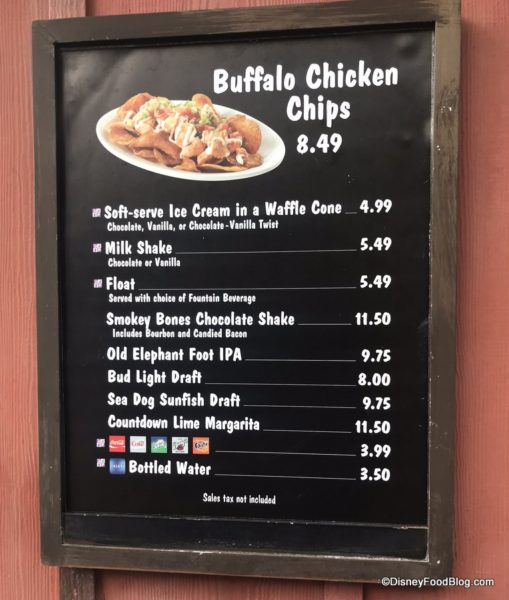 Buffalo Chicken
Chips
8.49
Soft-serve Ice Cream in a Waffle Cone 4.99
Chocolate, Vanilla, or Chocolate-Vanilla Twist
Milk Shake 5.49
Chocolate or Vanilla
Float 5.49
Served with choice of Fountain Beverage
Smokey Bones Chocolate Shake 11.50
Includes Bourbon and Candied Bacon
Old Elephant Foot IPA 9.75
Bud Light Draft 8.00
Sea Dog Sunfish Draft 9.75
Countdown Lime Margarita 11.50
3.99
Bottled Water 3.50
Sales tax not included
©DisneyFoodBlog.com